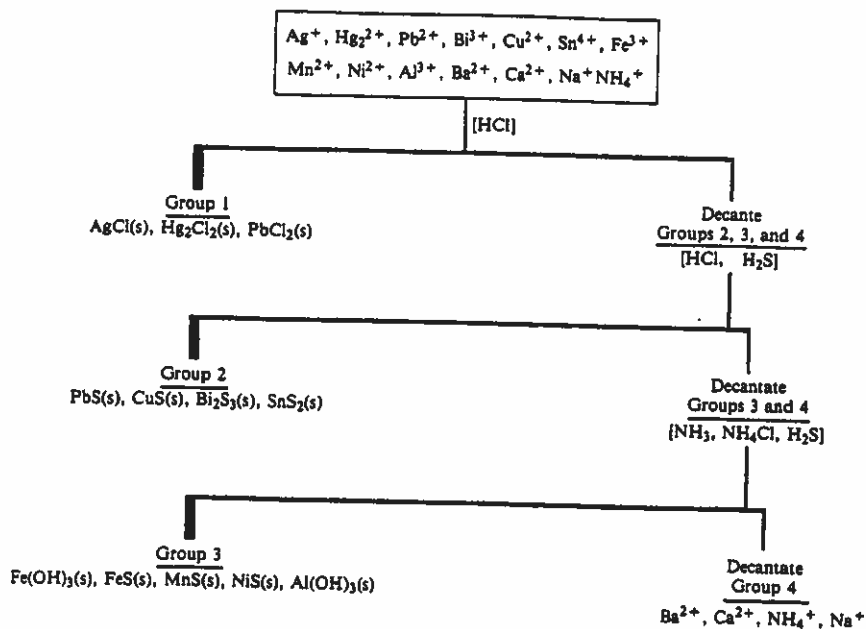 Ag⁺, Hg₂²⁺, Pb²⁺, Bi³⁺, Cu²⁺, Sn⁴⁺, Fe³⁺
Mn²⁺, Ni²⁺, Al³⁺, Ba²⁺, Ca²⁺, Na⁺ NH₄⁺
[HCl]
Group 1
AgCl(s), Hg₂Cl₂(s), PbCl₂(s)
Decante
Groups 2, 3, and 4
[HCl, H₂S]
Group 2
PbS(s), CuS(s), Bi₂S₃(s), SnS₂(s)
Decantate
Groups 3 and 4
[NH₃, NH₄Cl, H₂S]
Group 3
Fe(OH)₃(s), FeS(s), MnS(s), NiS(s), Al(OH)₃(s)
Decantate
Group 4
Ba²⁺, Ca²⁺, NH₄⁺, Na⁺